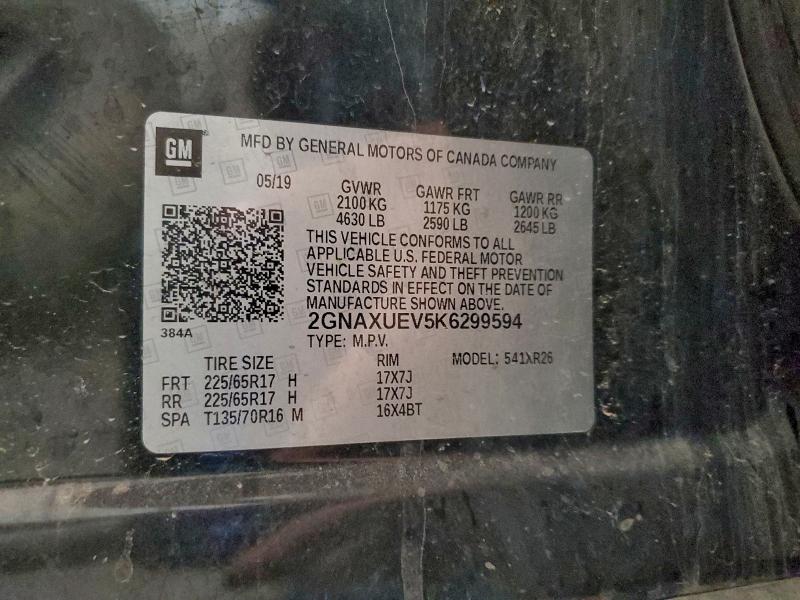 GM
MFD BY GENERAL MOTORS OF CANADA COMPANY
05/19 GVWR GAWR FRT GAWR RR
2100 KG 1175 KG 1200 KG
4630 LB 2590 LB 2645 LB
THIS VEHICLE CONFORMS TO ALL
APPLICABLE U.S. FEDERAL MOTOR
VEHICLE SAFETY AND THEFT PREVENTION
STANDARDS IN EFFECT ON THE DATE OF
MANUFACTURE SHOWN ABOVE.
384A
2GNAXUEV5K6299594
TYPE: M.P.V.
TIRE SIZE RIM MODEL: 541XR26
FRT 225/65R17 H 17X7J
RR 225/65R17 H 17X7J
SPA T135/70R16 M 16X4BT